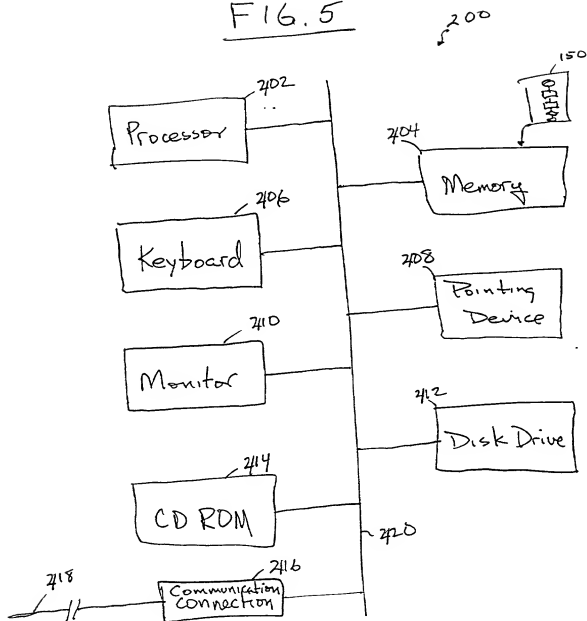 FIG. 5
200
150
402
Processor
404
Memory
406
Keyboard
408
Pointing
Device
410
Monitor
412
Disk Drive
414
CD ROM
420
416
Communication
Connection
418